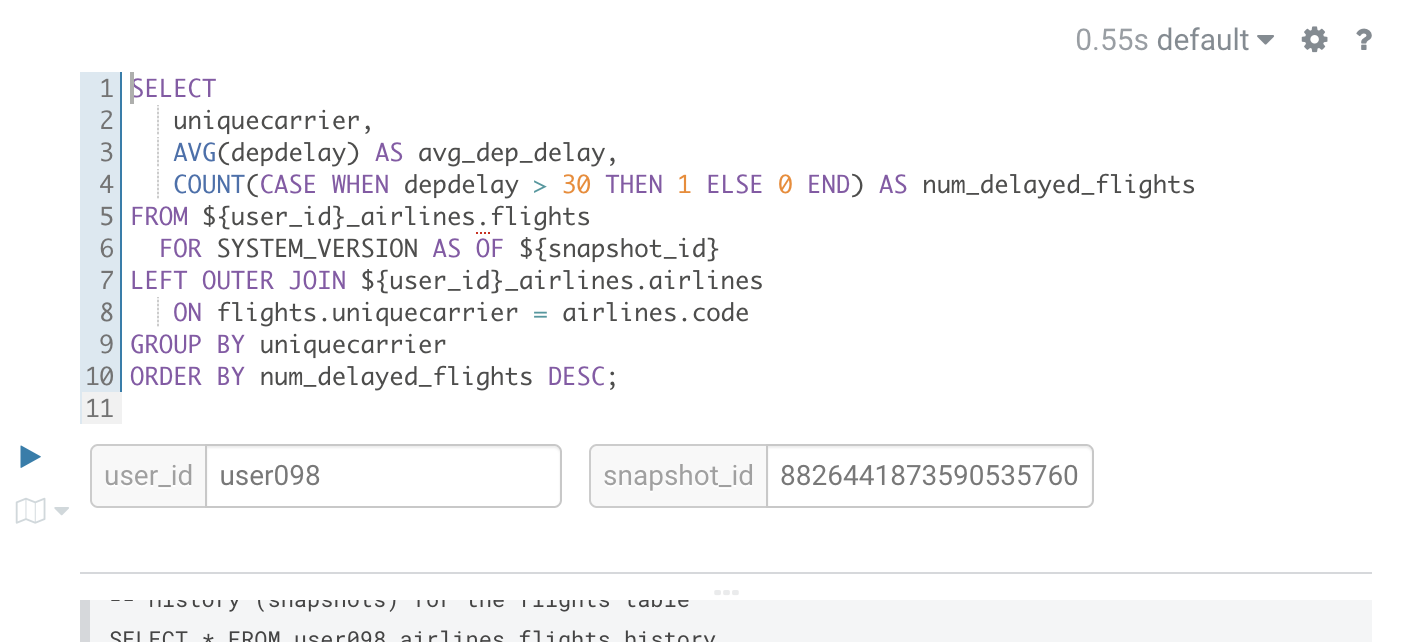 0.55s default ?
1 SELECT
2 uniquecarrier,
3 AVG(depdelay) AS avg_dep_delay,
4 COUNT(CASE WHEN depdelay > 30 THEN 1 ELSE 0 END) AS num_delayed_flights
5 FROM ${user_id}_airlines.flights
6 FOR SYSTEM_VERSION AS OF ${snapshot_id}
7 LEFT OUTER JOIN ${user_id}_airlines.airlines
8 ON flights.uniquecarrier = airlines.code
9 GROUP BY uniquecarrier
10 ORDER BY num_delayed_flights DESC;
11
user_id user098 snapshot_id 8826441873590535760
-- History (snapshots) for the flights table
SELECT * FROM user098_airlines.flights.history